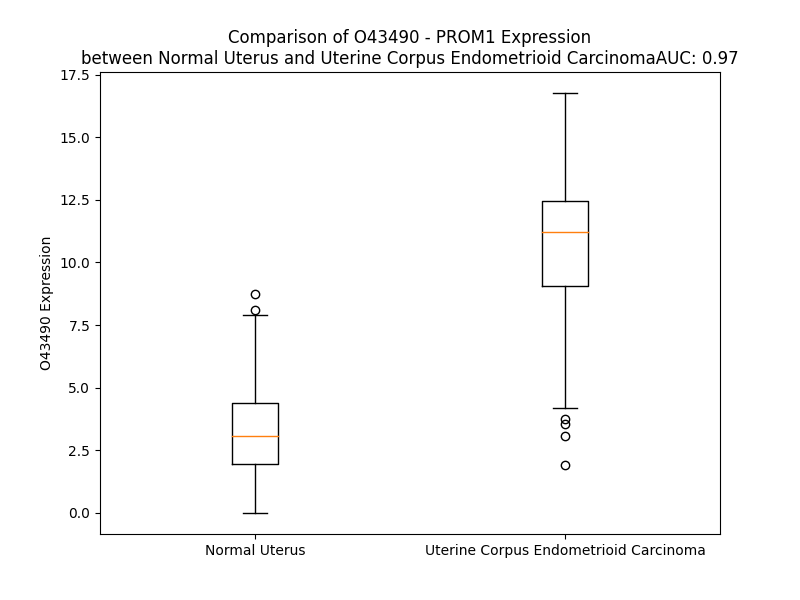 Comparison of O43490 - PROM1 Expression
between Normal Uterus and Uterine Corpus Endometrioid CarcinomaAUC: 0.97
17.5
15.0
12.5
10.0
7.5
5.0
2.5
0.0
O43490 Expression
Normal Uterus
Uterine Corpus Endometrioid Carcinoma